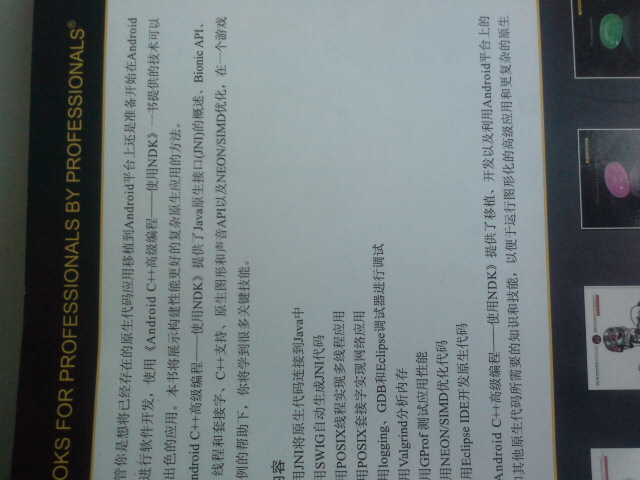 OKS FOR PROFESSIONALS BY PROFESSIONALS®
管你是想将已经存在的原生代码应用移植到Android平台上还是准备开始在Android
进行软件开发，使用《Android C++高级编程——使用NDK》一书提供的技术可以
出色的应用。本书将展示构建性能更好的复杂原生应用的方法。
ndroid C++高级编程——使用NDK》提供了Java原生接口(JNI)的概述、Bionic API、
线程和套接字、C++支持、原生图形和声音API以及NEON/SIMD优化，在一个游戏
例的帮助下，你将学到很多关键技能。
内容
用JNI将原生代码连接到Java中
用SWIG自动生成JNI代码
用POSIX线程实现多线程应用
用POSIX套接字实现网络应用
用logging、GDB和Eclipse调试器进行调试
用Valgrind分析内存
用GProf 测试应用性能
用NEON/SIMD优化代码
用Eclipse IDE开发原生代码
Android C++高级编程——使用NDK》提供了移植、开发以及利用Android平台上的
和其他原生代码所需要的知识和技能，以便于运行图形化的高级应用和更复杂的原生